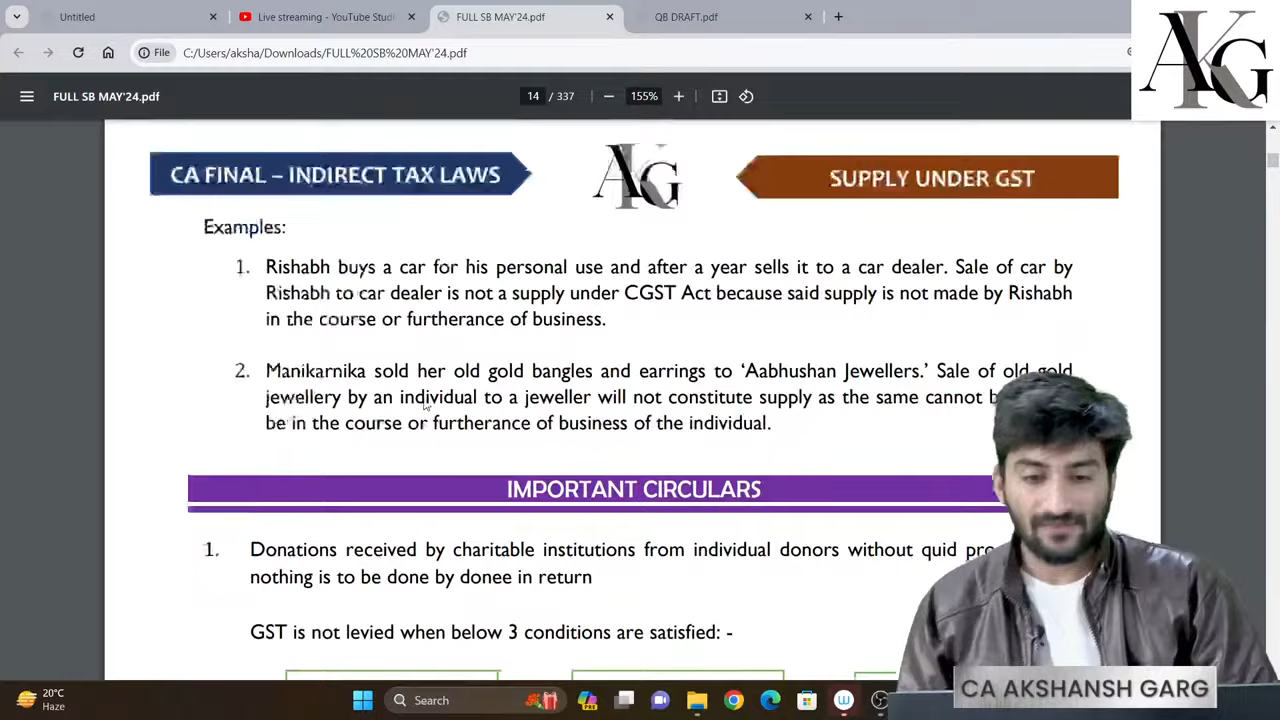 Untitled
Live streaming - YouTube Studi
FULL SB MAY'24.pdf
QB DRAFT.pdf
File
C:/Users/aksha/Downloads/FULL%20SB%20MAY'24.pdf
AKG
FULL SB MAY'24.pdf
14 / 337
155%
CA FINAL – INDIRECT TAX LAWS
AKG
SUPPLY UNDER GST
Examples:
1. Rishabh buys a car for his personal use and after a year sells it to a car dealer. Sale of car by
Rishabh to car dealer is not a supply under CGST Act because said supply is not made by Rishabh
in the course or furtherance of business.
2. Manikarnika sold her old gold bangles and earrings to ‘Aabhushan Jewellers.’ Sale of old gold
jewellery by an individual to a jeweller will not constitute supply as the same cannot
be in the course or furtherance of business of the individual.
IMPORTANT CIRCULARS
1. Donations received by charitable institutions from individual donors without quid
nothing is to be done by donee in return
GST is not levied when below 3 conditions are satisfied: -
20°C
Haze
Search
PRE
CA AKSHANSH GARG